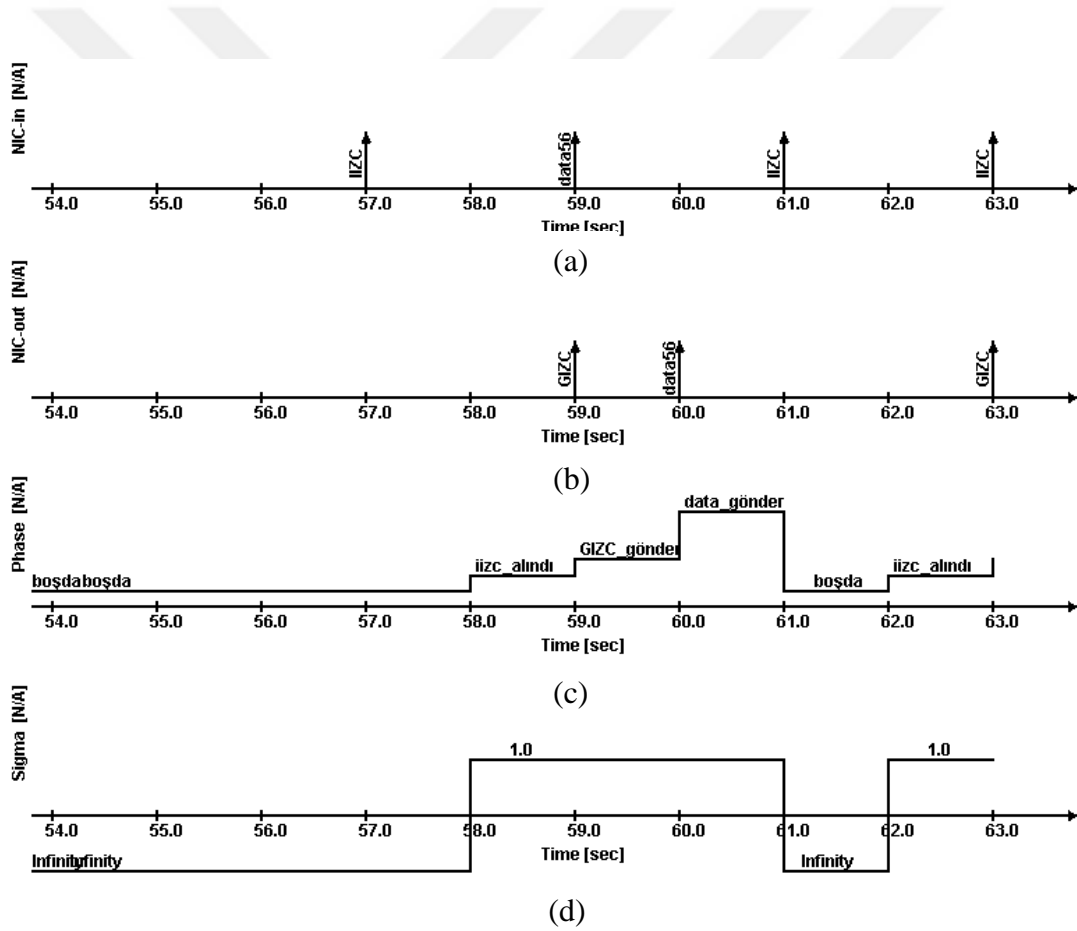 NIC-in [N/A]
IIZC
data56
IIZC
IIZC
54.0 55.0 56.0 57.0 58.0 59.0 60.0 61.0 62.0 63.0
Time [sec]
(a)
NIC-out [N/A]
GIZC
data56
GIZC
54.0 55.0 56.0 57.0 58.0 59.0 60.0 61.0 62.0 63.0
Time [sec]
(b)
Phase [N/A]
data_gönder
GIZC_gönder
iizc_alındı iizc_alındı
boşda boşda boşda
54.0 55.0 56.0 57.0 58.0 59.0 60.0 61.0 62.0 63.0
Time [sec]
(c)
Sigma [N/A]
1.0 1.0
54.0 55.0 56.0 57.0 58.0 59.0 60.0 61.0 62.0 63.0
Time [sec]
Infinity Infinity Infinity
(d)